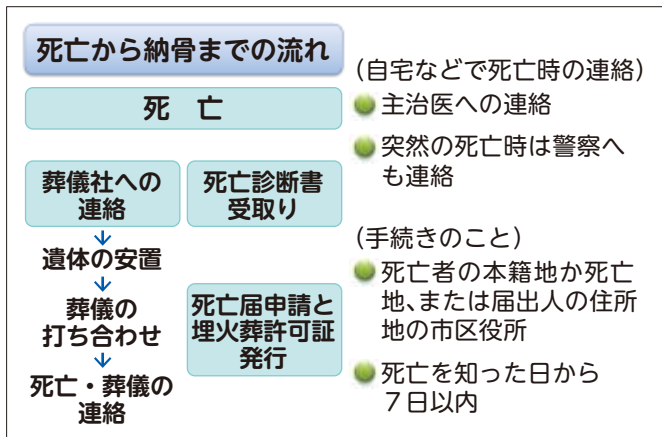 死亡から納骨までの流れ
死 亡
葬儀社への
連絡
死亡診断書
受取り
遺体の安置
葬儀の
打ち合わせ
死亡・葬儀の
連絡
死亡届申請と
埋火葬許可証
発行
(自宅などで死亡時の連絡)
主治医への連絡
突然の死亡時は警察へ
も連絡
(手続きのこと)
死亡者の本籍地か死亡
地、または届出人の住所
地の市区役所
死亡を知った日から
7日以内